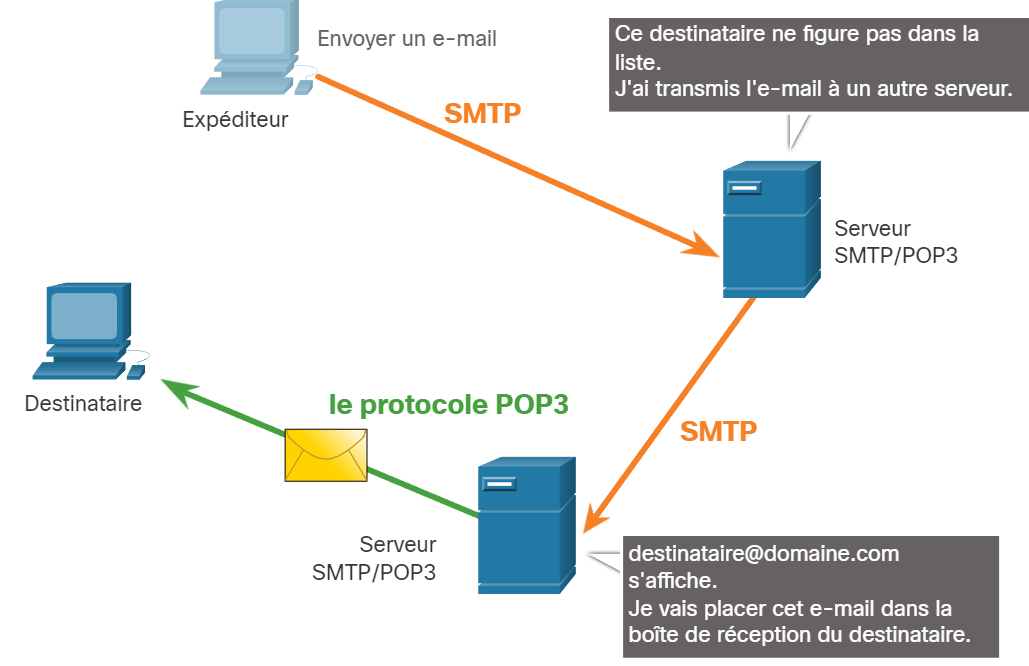 Envoyer un e-mail
Ce destinataire ne figure pas dans la
liste.
J'ai transmis l'e-mail à un autre serveur.
Expéditeur
SMTP
Serveur
SMTP/POP3
Destinataire
le protocole POP3
SMTP
Serveur
SMTP/POP3
destinataire@domaine.com
s'affiche.
Je vais placer cet e-mail dans la
boîte de réception du destinataire.